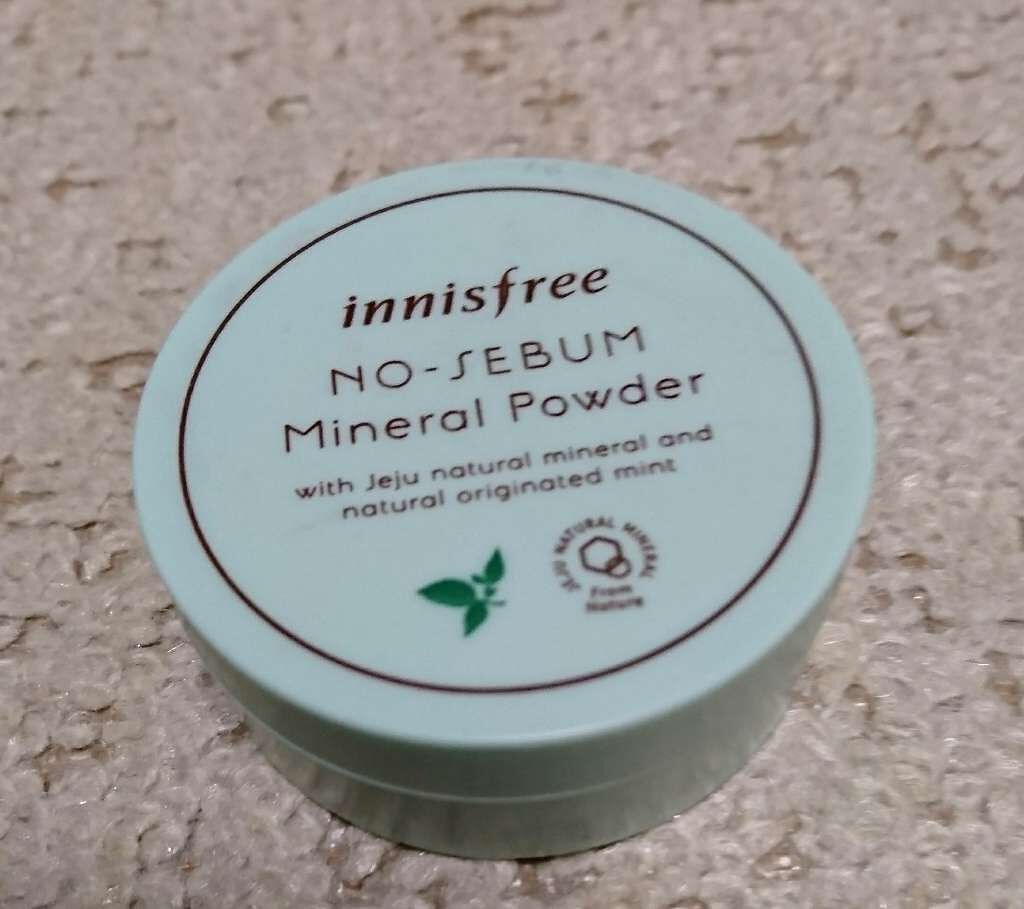 innisfree
NO-SEBUM
Mineral Powder
with Jeju natural mineral and
natural originated mint
JEJU NATURAL MINERAL
From
Nature